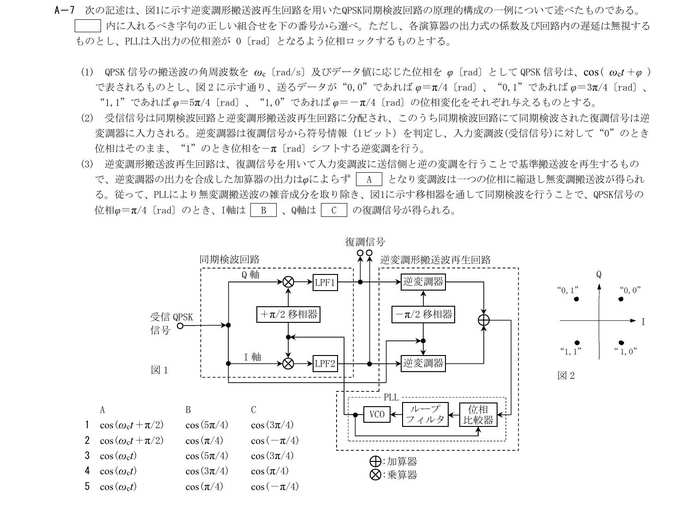 A－7 次の記述は、図1に示す逆変調形搬送波再生回路を用いたQPSK同期検波回路の原理的構成の一例について述べたものである。
内に入れるべき字句の正しい組合せを下の番号から選べ。ただし、各演算器の出力式の係数及び回路内の遅延は無視する
ものとし、PLLは入出力の位相差が 0〔rad〕となるよう位相ロックするものとする。
(1) QPSK 信号の搬送波の角周波数を ωc〔rad/s〕及びデータ値に応じた位相を φ〔rad〕として QPSK 信号は、cos( ωct＋φ )
で表されるものとし、図2に示す通り、送るデータが“0,0”であればφ=π/4〔rad〕、“0,1”であればφ=3π/4〔rad〕、
“1,1”であればφ=5π/4〔rad〕、“1,0”であればφ=－π/4〔rad〕の位相変化をそれぞれ与えるものとする。
(2) 受信信号は同期検波回路と逆変調形搬送波再生回路に分配され、このうち同期検波回路にて同期検波された復調信号は逆
変調器に入力される。逆変調器は復調信号から符号情報（1ビット）を判定し、入力変調波(受信信号)に対して“0”のとき
位相はそのまま、“1”のとき位相を－π〔rad〕シフトする逆変調を行う。
(3) 逆変調形搬送波再生回路は、復調信号を用いて入力変調波に送信側と逆の変調を行うことで基準搬送波を再生するもの
で、逆変調器の出力を合成した加算器の出力はφによらず A となり変調波は一つの位相に縮退し無変調搬送波が得られ
る。従って、PLLにより無変調搬送波の雑音成分を取り除き、図1に示す移相器を通して同期検波を行うことで、QPSK信号の
位相φ=π/4〔rad〕のとき、I軸は B 、Q軸は C の復調信号が得られる。
復調信号
同期検波回路
逆変調形搬送波再生回路
Q 軸
LPF1
逆変調器
＋π/2 移相器
－π/2 移相器
受信 QPSK
信号
I 軸
LPF2
逆変調器
図1
PLL
VCO
ループ
フィルタ
位相
比較器
⊕:加算器
⊗:乗算器
Q
“0,1”
“0,0”
I
“1,1”
“1,0”
図2
A B C
1 cos(ωct＋π/2) cos(5π/4) cos(3π/4)
2 cos(ωct＋π/2) cos(π/4) cos(－π/4)
3 cos(ωct) cos(5π/4) cos(3π/4)
4 cos(ωct) cos(3π/4) cos(π/4)
5 cos(ωct) cos(π/4) cos(－π/4)